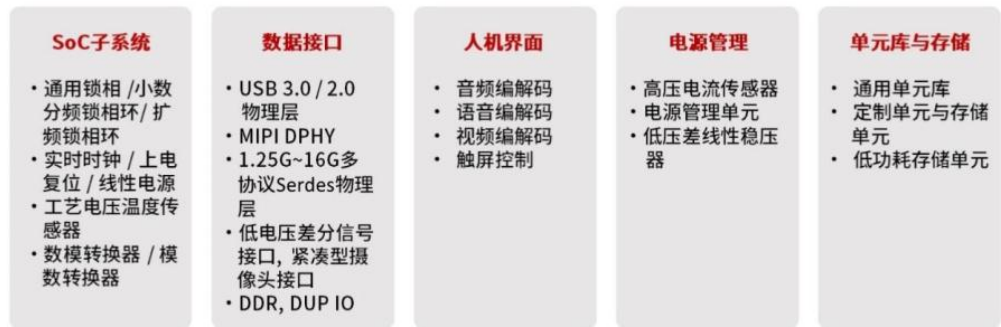 SoC子系统
・通用锁相 /小数
分频锁相环/ 扩
频锁相环
・实时时钟 / 上电
复位 / 线性电源
・工艺电压温度传
感器
・数模转换器 / 模
数转换器
数据接口
・USB 3.0 / 2.0
物理层
・MIPI DPHY
・1.25G~16G多
协议Serdes物理
层
・低电压差分信号
接口, 紧凑型摄
像头接口
・DDR, DUP IO
人机界面
・音频编解码
・语音编解码
・视频编解码
・触屏控制
电源管理
・高压电流传感器
・电源管理单元
・低压差线性稳压
器
单元库与存储
・通用单元库
・定制单元与存储
单元
・低功耗存储单元